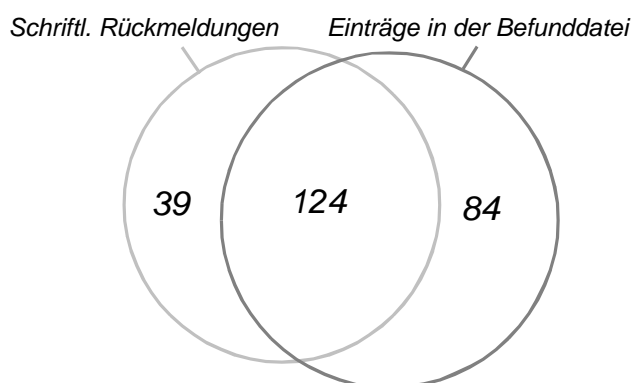 Schriftl. Rückmeldungen Einträge in der Befunddatei
39 124 84